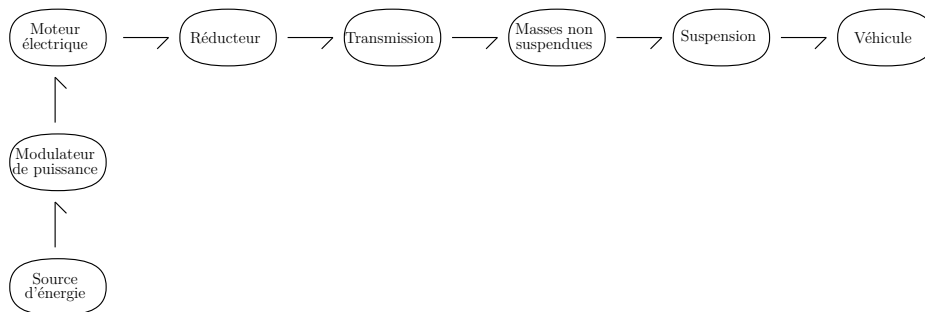 Moteur
électrique
Réducteur
Transmission
Masses non
suspendues
Suspension
Véhicule
Modulateur
de puissance
Source
d'énergie